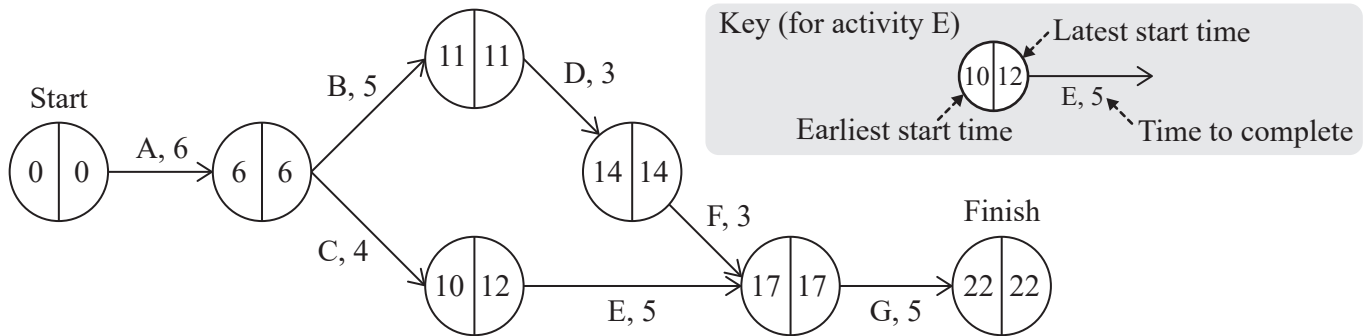 Key (for activity E)
Latest start time
10 12
E, 5
Earliest start time
Time to complete
Start
0 0
A, 6
6 6
B, 5
11 11
D, 3
14 14
C, 4
10 12
E, 5
F, 3
17 17
G, 5
Finish
22 22